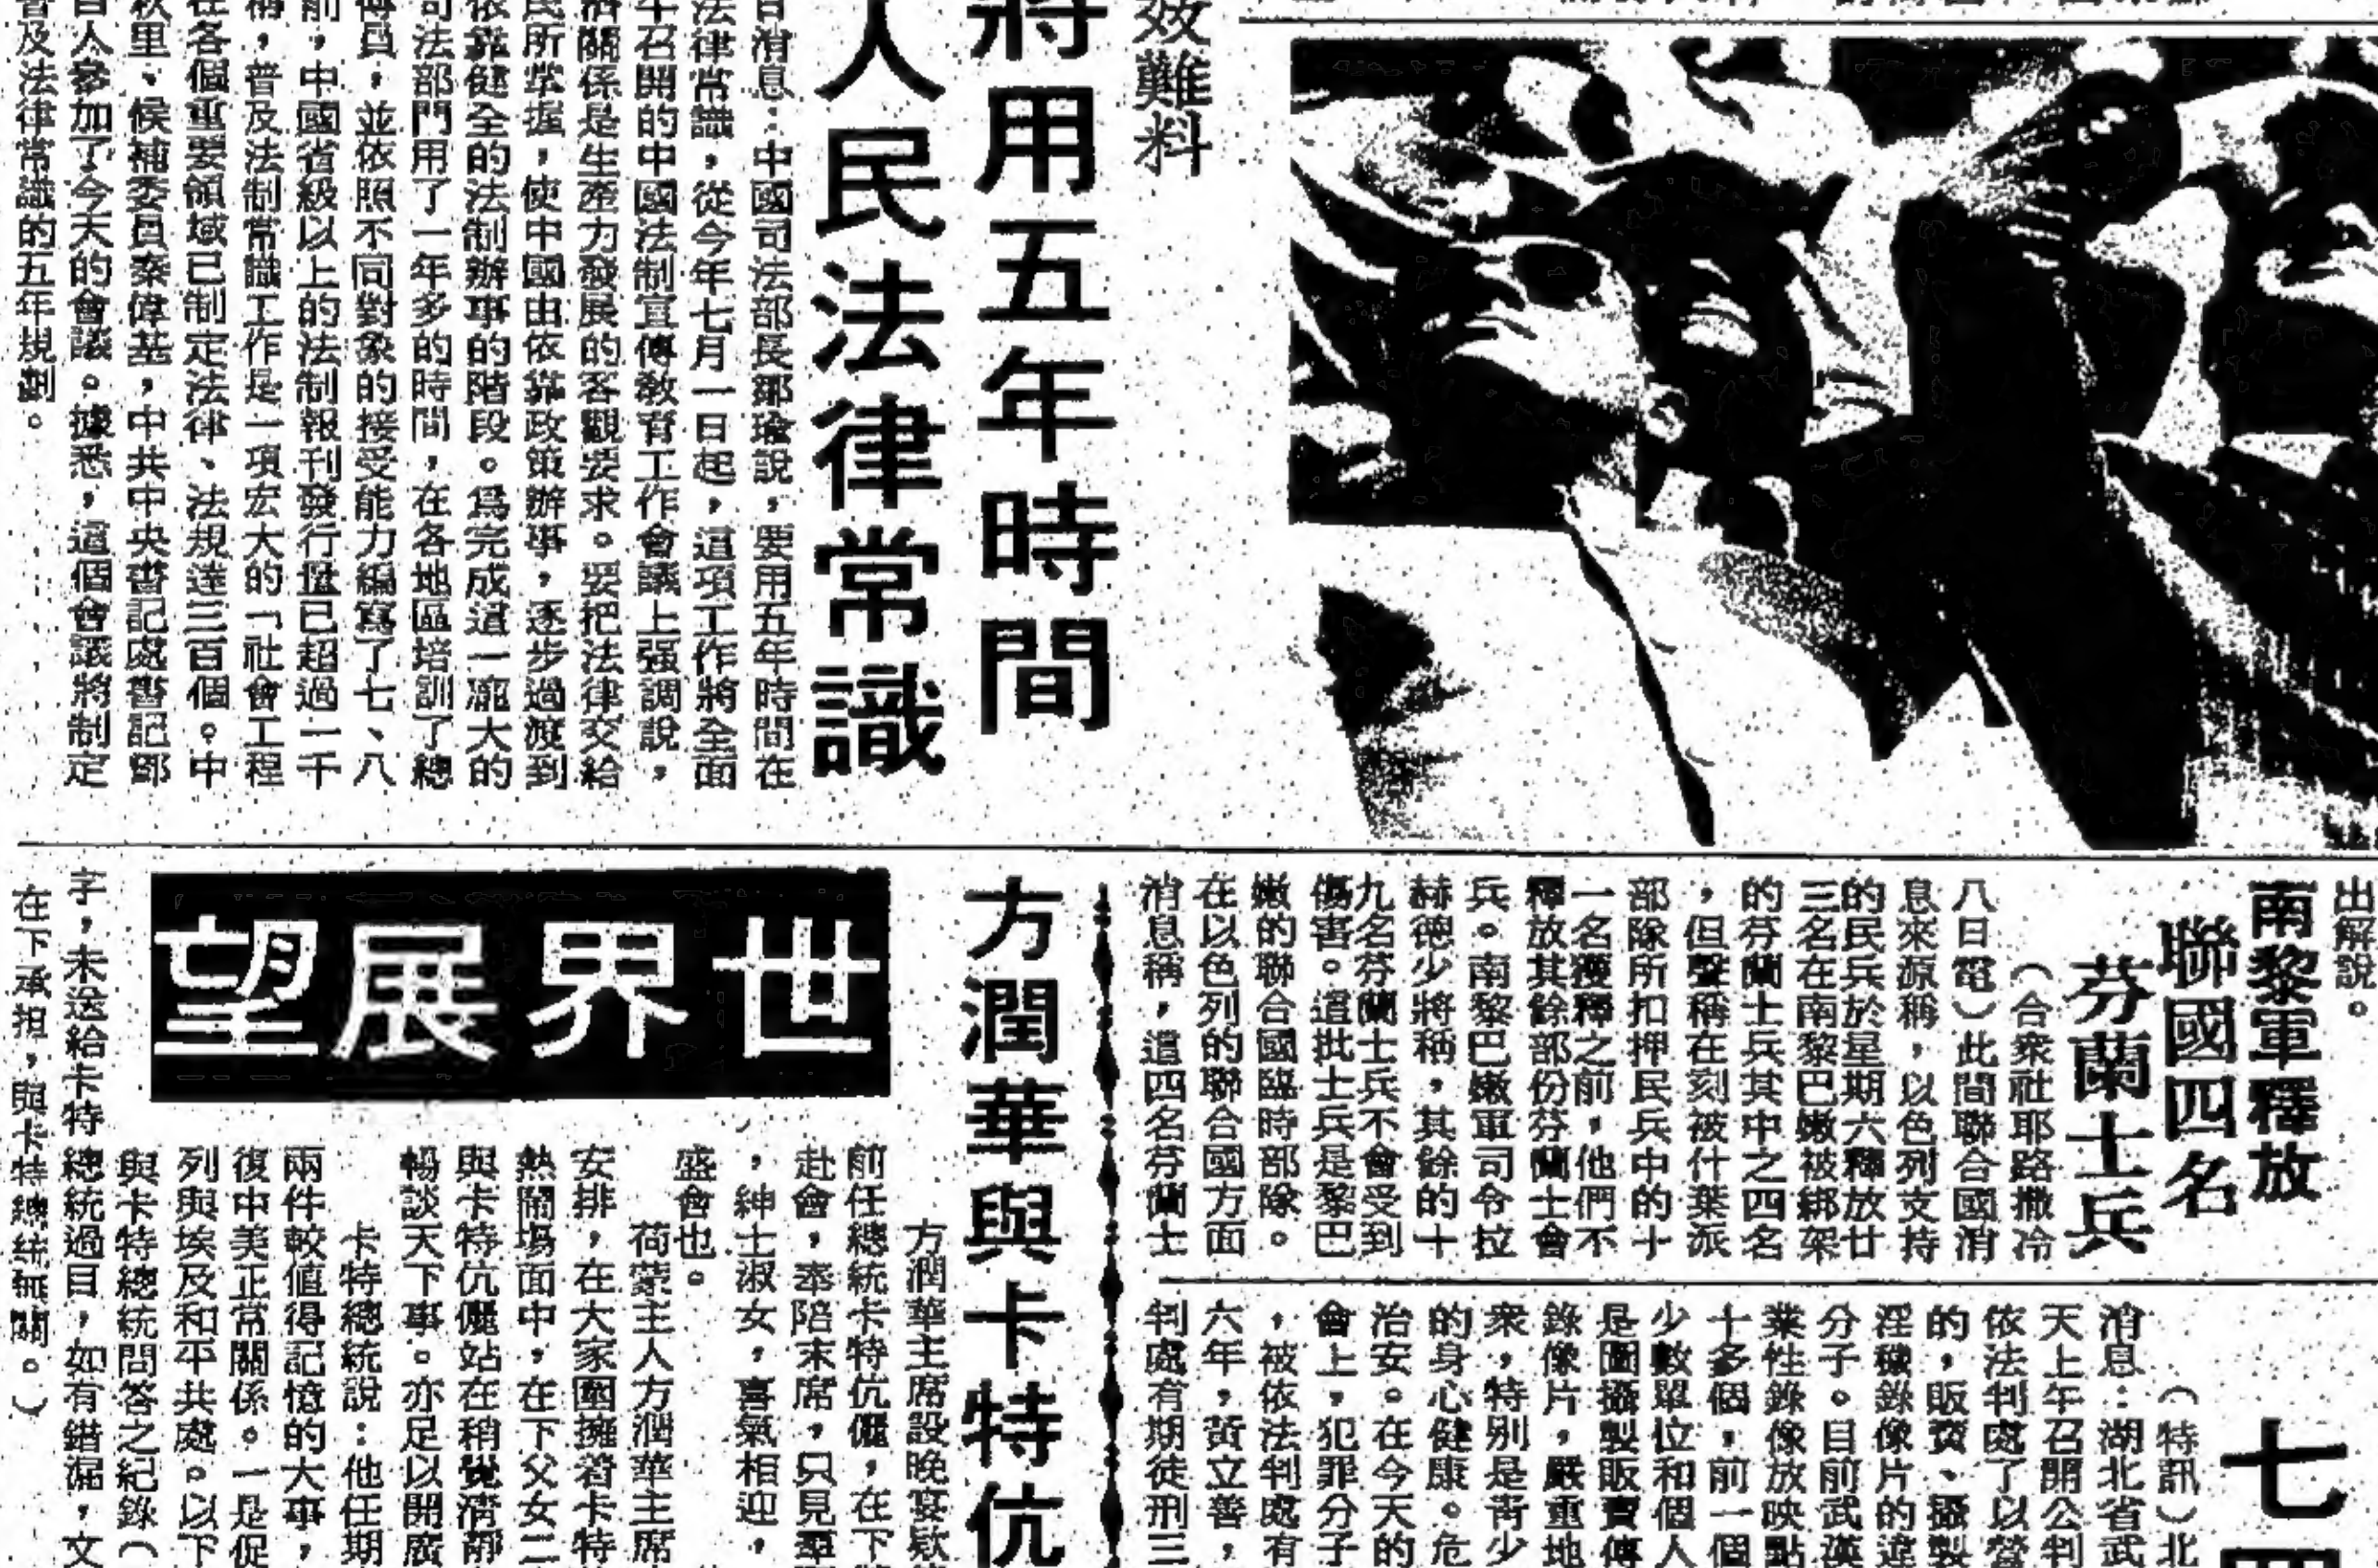 效難料
將用五年時間
人民法律常識
日消息：中國司法部長鄒瑜說，要用五年時間在
法律常識，從今年七月一日起，這項工作將全面
年召開的中國法制宣傳教育工作會議上强調說，
濟關係是生產力發展的客觀要求。要把法律交給
民所掌握，使中國由依靠政策辦事，逐步過渡到
依靠健全的法制辦事的階段。爲完成這一龐大的
司法部門用了一年多的時間，在各地區培訓了總
傳員，並依照不同對象的接受能力編寫了七、八
前，中國省級以上的法制報刊發行量已超過一千
稱，普及法制常識工作是一項宏大的「社會工程
在各個重要領域已制定法律、法規達三百個。中
秋里、候補委員秦偉基，中共中央書記處書記鄧
百人參加了今天的會議。據悉，這個會議將制定
普及法律常識的五年規劃。
出解說。
南黎軍釋放
聯國四名
芬蘭士兵
（合衆社耶路撒冷
八日電）此間聯合國消
息來源稱，以色列支持
的民兵於星期六釋放廿
三名在南黎巴嫩被綁架
的芬蘭士兵其中之四名
，但聲稱在刻被什葉派
部隊所扣押民兵中的十
一名獲釋之前，他們不
釋放其餘部份芬蘭士會
兵。南黎巴嫩軍司令拉
赫德少將稱，其餘的十
九名芬蘭士兵不會受到
傷害。這批士兵是黎巴
嫩的聯合國臨時部隊。
在以色列的聯合國方面
消息稱，這四名芬蘭士
七
（特訊）北
消息：湖北省武
天上午召開公判
依法判處了以營
的，販賣、攝製
淫穢錄像片的違
分子。目前武漢
業性錄像放映點
十多個，前一個
少數單位和個人
是圖攝製販賣傳
錄像片，嚴重地
衆，特别是青少
的身心健康。危
治安。在今天的
會上，犯罪分子
，被依法判處有
六年，黃立善，
判處有期徒刑三
方潤華與卡特伉
世界展望
方潤華主席設晚宴欵
前任總統卡特伉儷，在下
赴會，奉陪末席，只見羣
，紳士淑女，喜氣相迎，
盛會也。
荷蒙主人方潤華主席
安排，在大家圍擁着卡特
熱鬧場面中，在下父女二
與卡特伉儷站在稍覺清靜
暢談天下事。亦足以開廣
卡特總統說：他任期
兩件較值得記憶的大事，
復中美正常關係。一是促
列與埃及和平共處。以下
與卡特總統問答之紀錄（
字，未送給卡特總統過目，如有錯漏，文
在下承担，與卡特總統無關。）